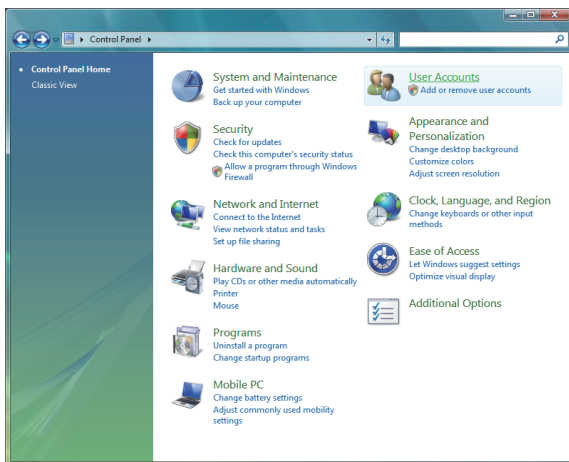 Control Panel
Control Panel Home
Classic View
System and Maintenance
Get started with Windows
Back up your computer
Security
Check for updates
Check this computer's security status
Allow a program through Windows
Firewall
Network and Internet
Connect to the Internet
View network status and tasks
Set up file sharing
Hardware and Sound
Play CDs or other media automatically
Printer
Mouse
Programs
Uninstall a program
Change startup programs
Mobile PC
Change battery settings
Adjust commonly used mobility
settings
User Accounts
Add or remove user accounts
Appearance and
Personalization
Change desktop background
Customize colors
Adjust screen resolution
Clock, Language, and Region
Change keyboards or other input
methods
Ease of Access
Let Windows suggest settings
Optimize visual display
Additional Options